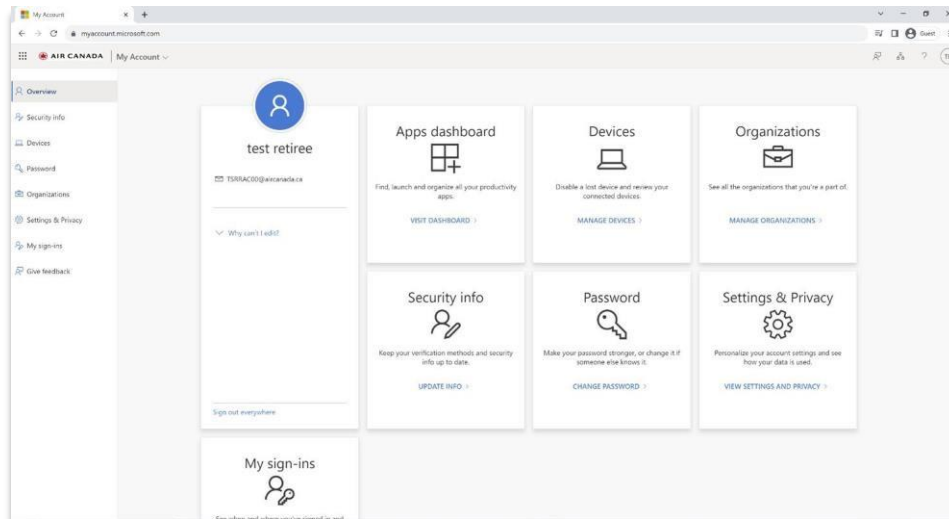 My Account
myaccount.microsoft.com
Guest
AIR CANADA
My Account
Overview
Security info
Devices
Password
Organizations
Settings & Privacy
My sign-ins
Give feedback
test retiree
TSRRAC00@aircanada.ca
Why can't I edit?
Sign out everywhere
Apps dashboard
Find, launch and organize all your productivity
apps.
VISIT DASHBOARD
Devices
Disable a lost device and review your
connected devices.
MANAGE DEVICES
Organizations
See all the organizations that you're a part of.
MANAGE ORGANIZATIONS
Security info
Keep your verification methods and security
info up to date.
UPDATE INFO
Password
Make your password stronger, or change it if
someone else knows it.
CHANGE PASSWORD
Settings & Privacy
Personalize your account settings and see
how your data is used.
VIEW SETTINGS AND PRIVACY
My sign-ins